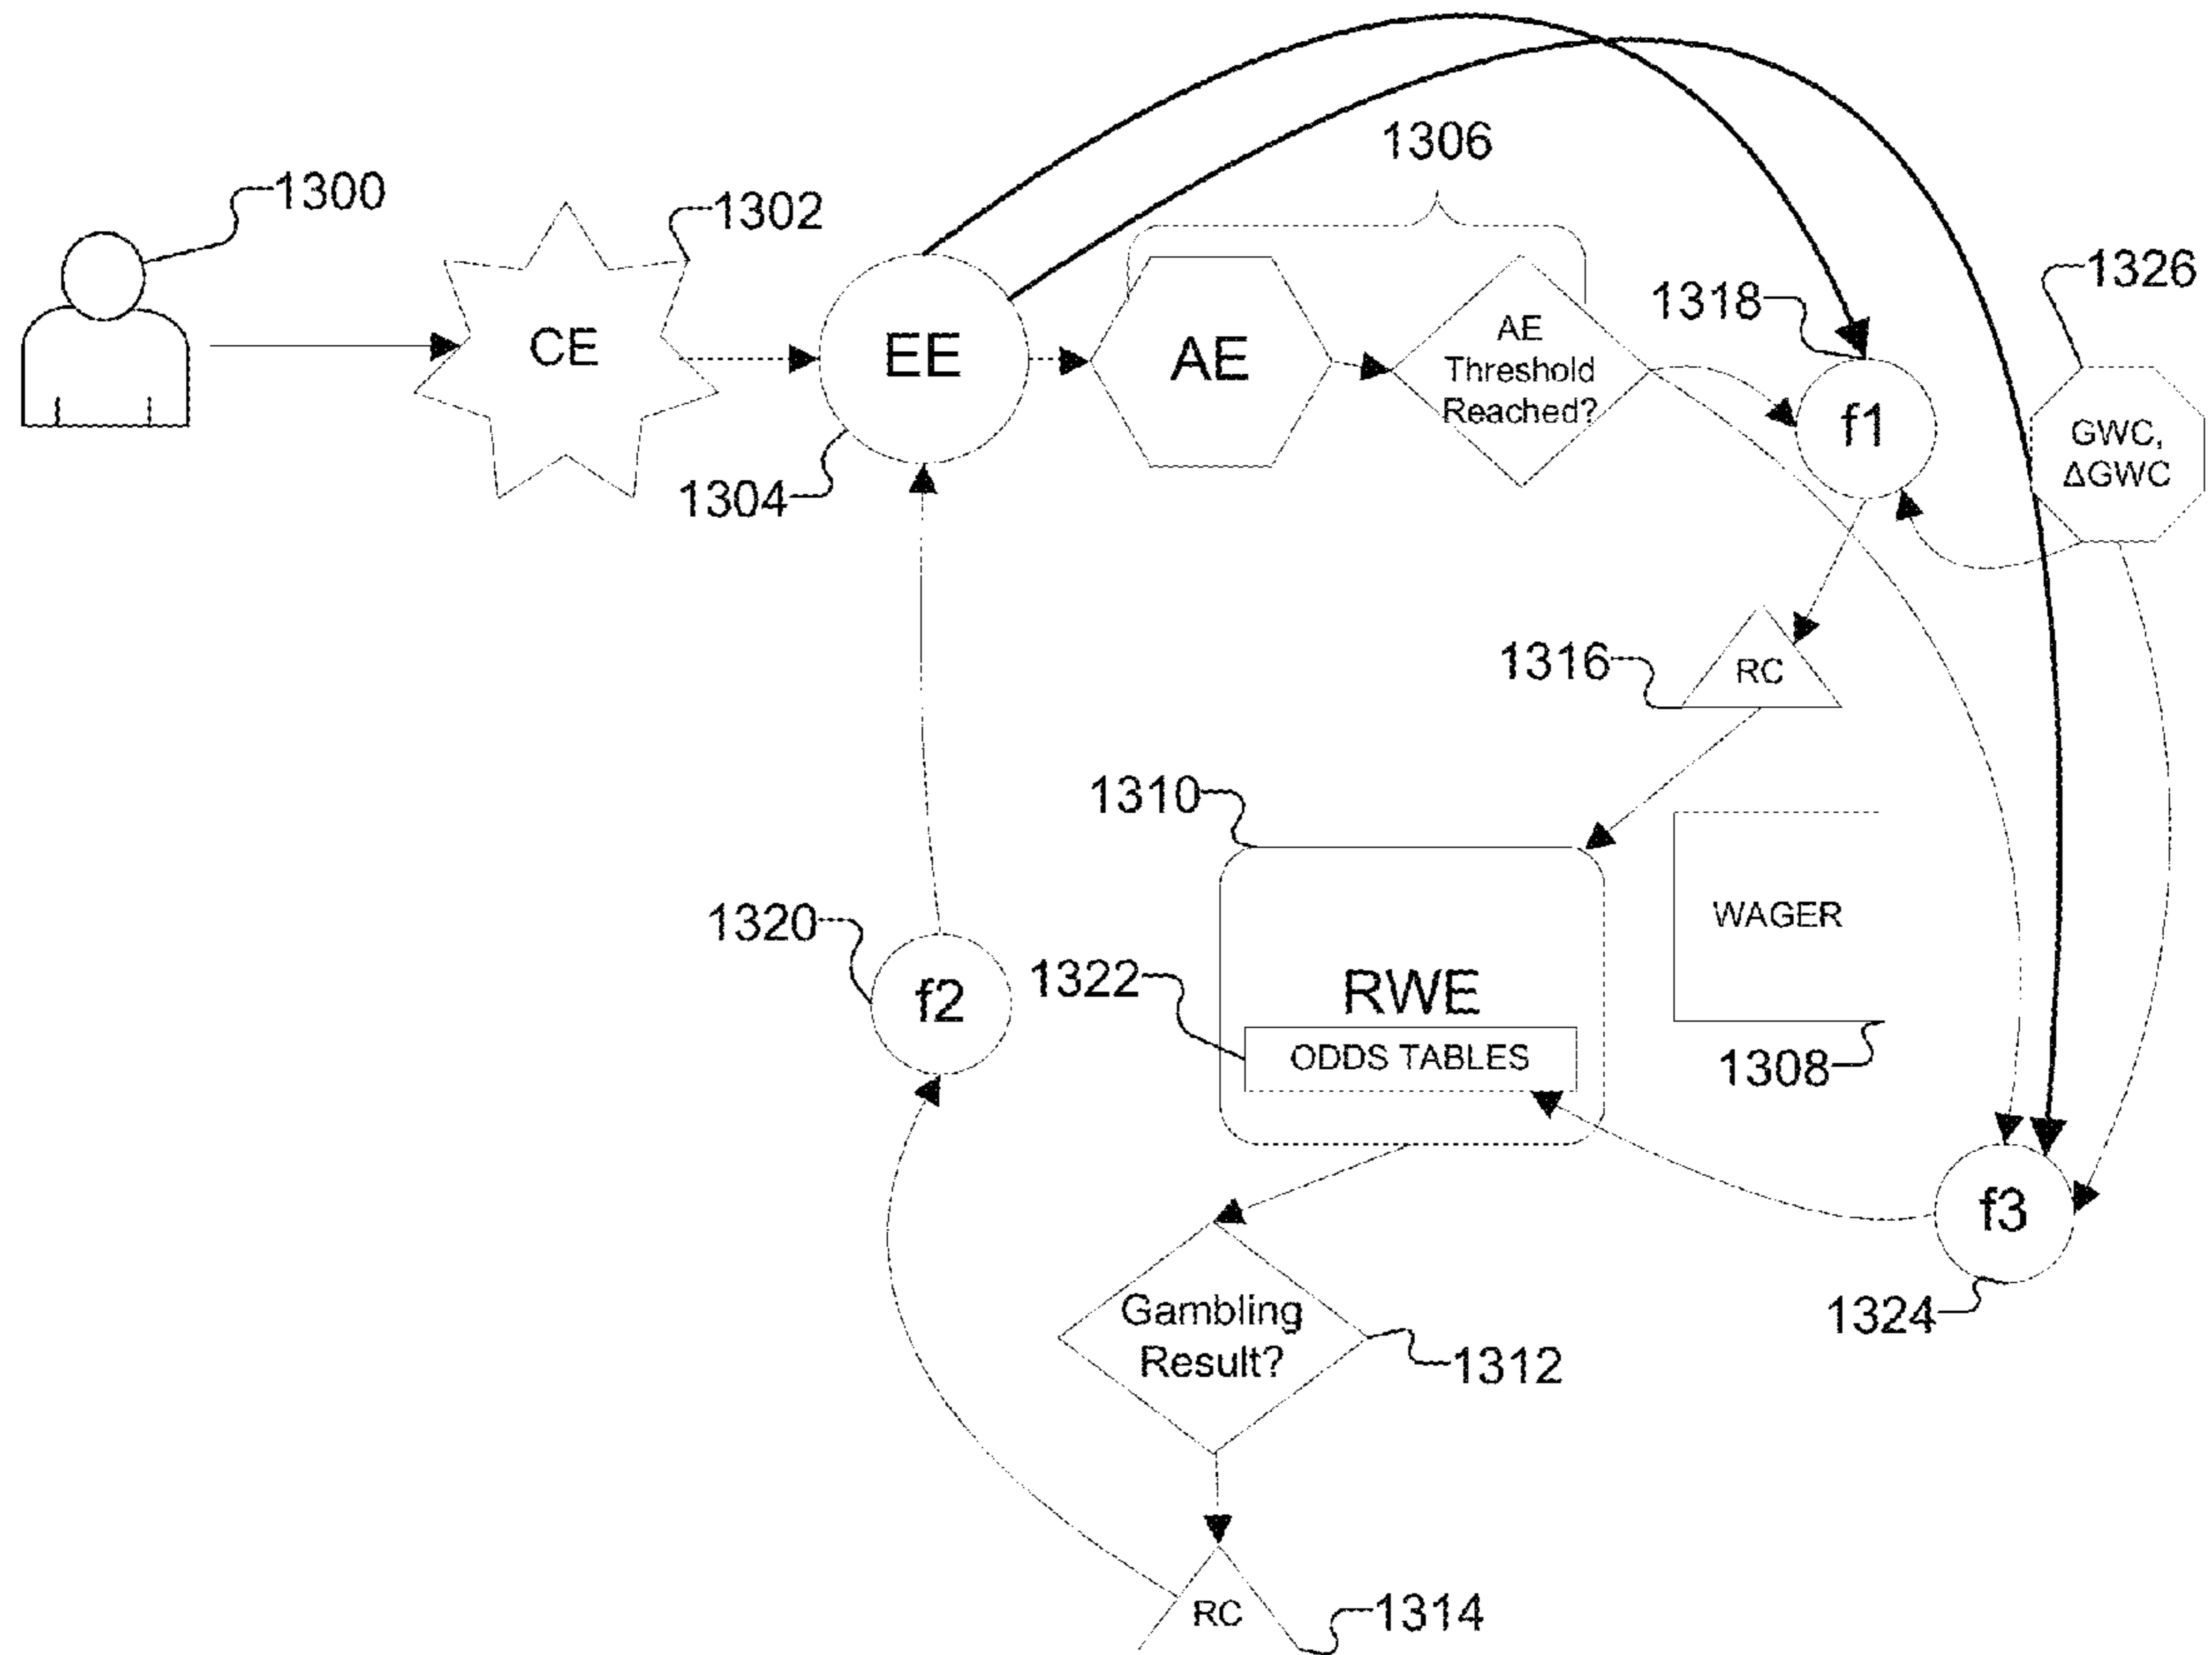 1306
1300
1302
1326
1318
CE
EE
AE
AE
Threshold
Reached?
f1
GWC,
ΔGWC
1304
1316
RC
1310
WAGER
1320
1322
RWE
f2
ODDS TABLES
1308
f3
Gambling
Result?
1312
1324
RC
1314